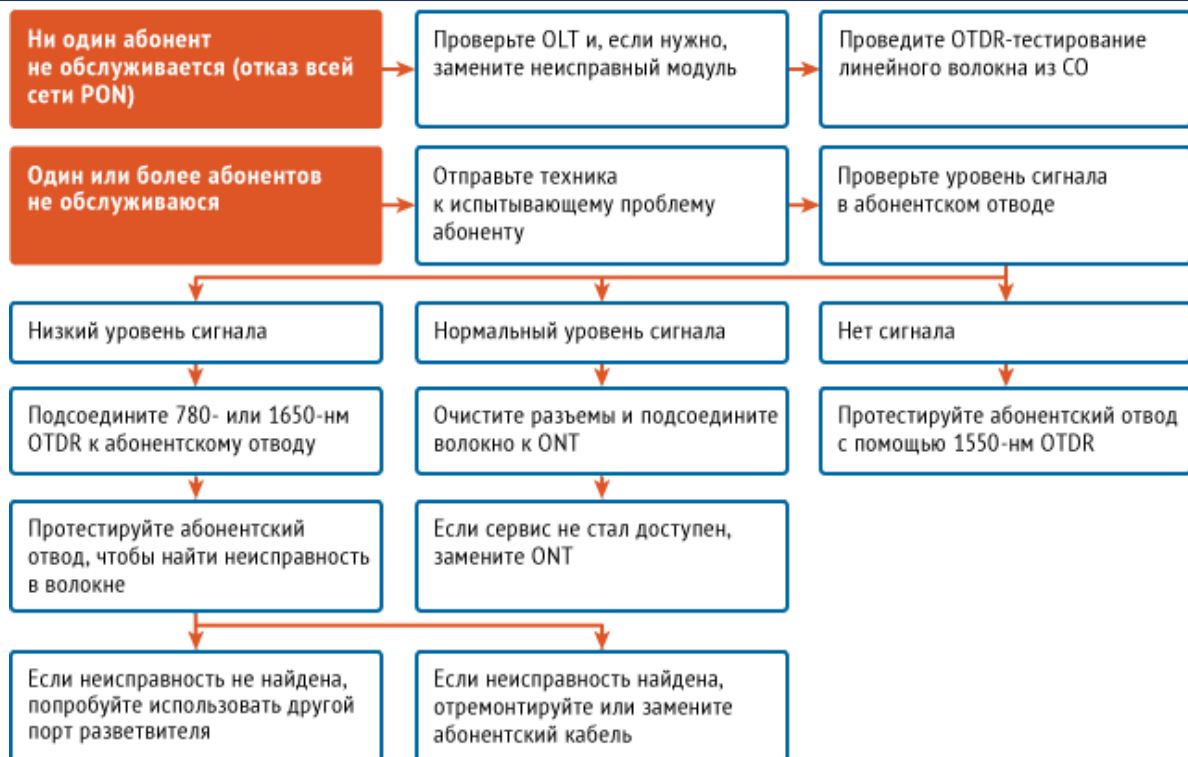 Ни один абонент
не обслуживается (отказ всей
сети PON)
Проверьте OLT и, если нужно,
замените неисправный модуль
Проведите OTDR-тестирование
линейного волокна из CO
Один или более абонентов
не обслуживаюся
Отправьте техника
к испытывающему проблему
абоненту
Проверьте уровень сигнала
в абонентском отводе
Низкий уровень сигнала
Нормальный уровень сигнала
Нет сигнала
Подсоедините 780- или 1650-нм
OTDR к абонентскому отводу
Очистите разъемы и подсоедините
волокно к ONT
Протестируйте абонентский отвод
с помощью 1550-нм OTDR
Протестируйте абонентский
отвод, чтобы найти неисправность
в волокне
Если сервис не стал доступен,
замените ONT
Если неисправность не найдена,
попробуйте использовать другой
порт разветвителя
Если неисправность найдена,
отремонтируйте или замените
абонентский кабель